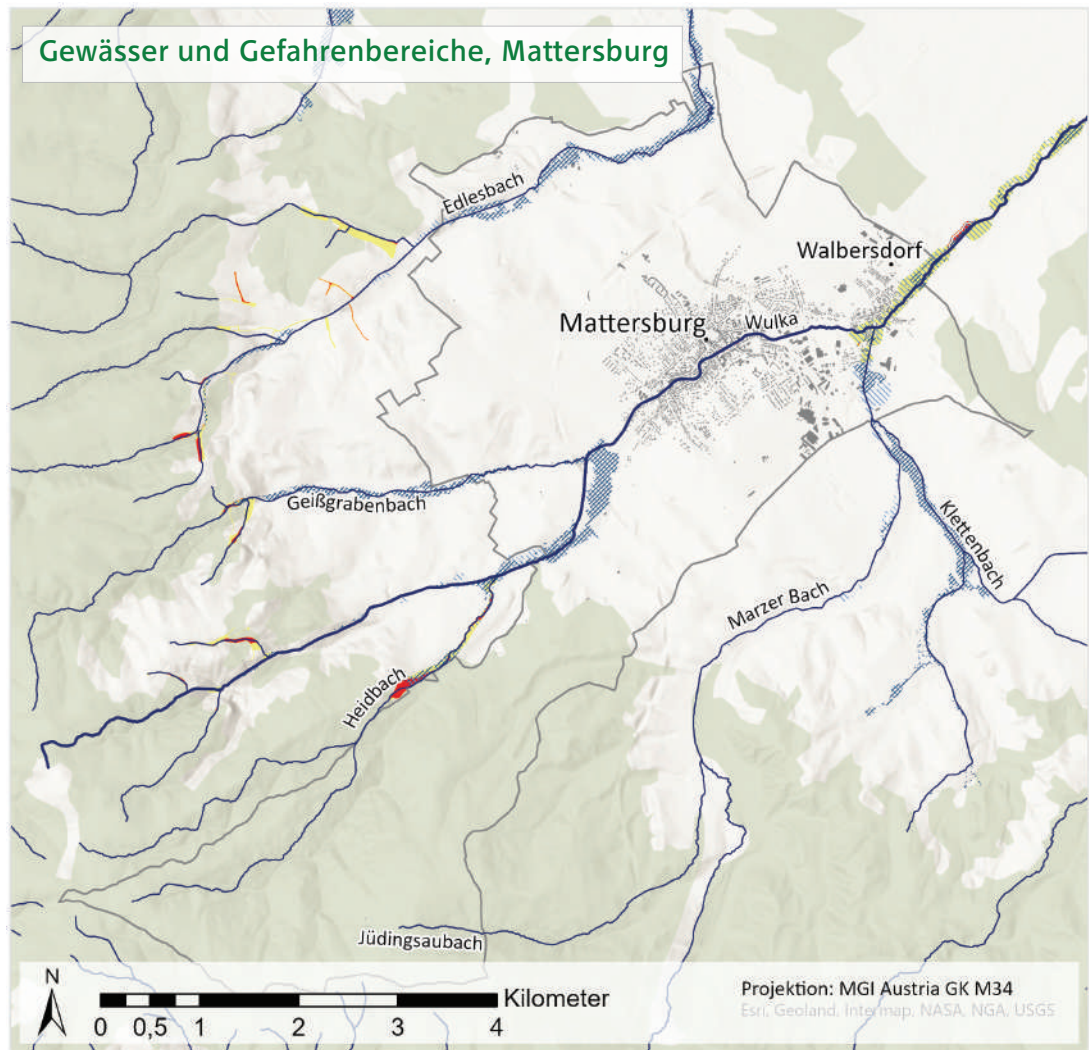 Gewässer und Gefahrenbereiche, Mattersburg
Edlesbach
Walbersdorf
Mattersburg
Wulka
Geißgrabenbach
Klettenbach
Marzer Bach
Heidbach
Jüdingsaubach
N
Kilometer
0 0,5 1 2 3 4
Projektion: MGI Austria GK M34
Esri, Geoland, Intermap, NASA, NGA, USGS